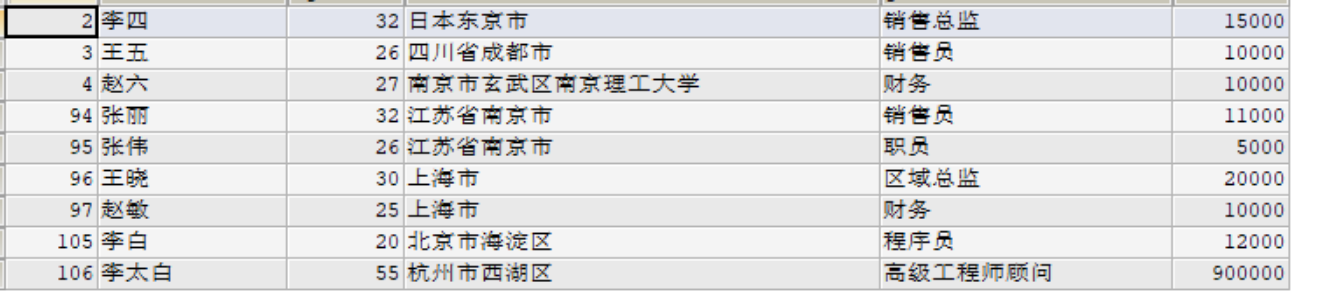 2 李四 32 日本东京市 销售总监 15000
3 王五 26 四川省成都市 销售员 10000
4 赵六 27 南京市玄武区南京理工大学 财务 10000
94 张丽 32 江苏省南京市 销售员 11000
95 张伟 26 江苏省南京市 职员 5000
96 王晓 30 上海市 区域总监 20000
97 赵敏 25 上海市 财务 10000
105 李白 20 北京市海淀区 程序员 12000
106 李太白 55 杭州市西湖区 高级工程师顾问 900000